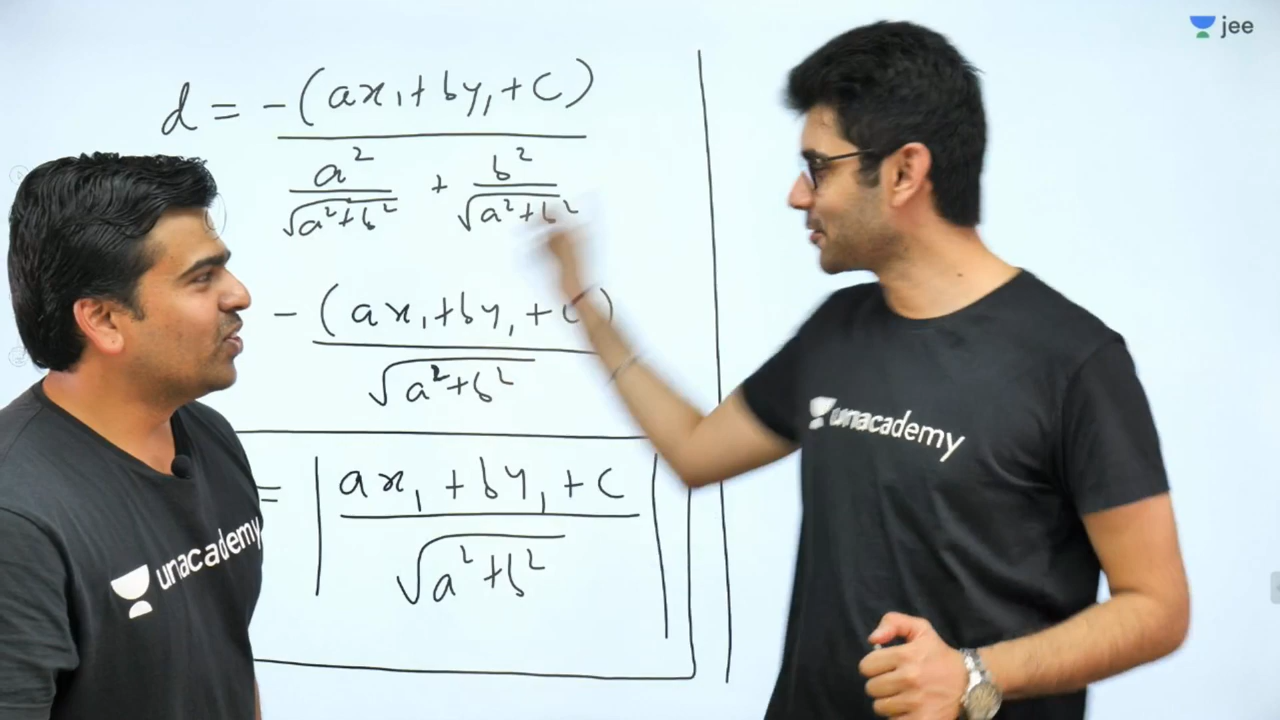 jee
d = -(ax₁+by₁+c)
a²/√a²+b² + b²/√a²+b²
-(ax₁+by₁+c)
√a²+b²
= |ax₁+by₁+c
√a²+b²|
unacademy
unacademy